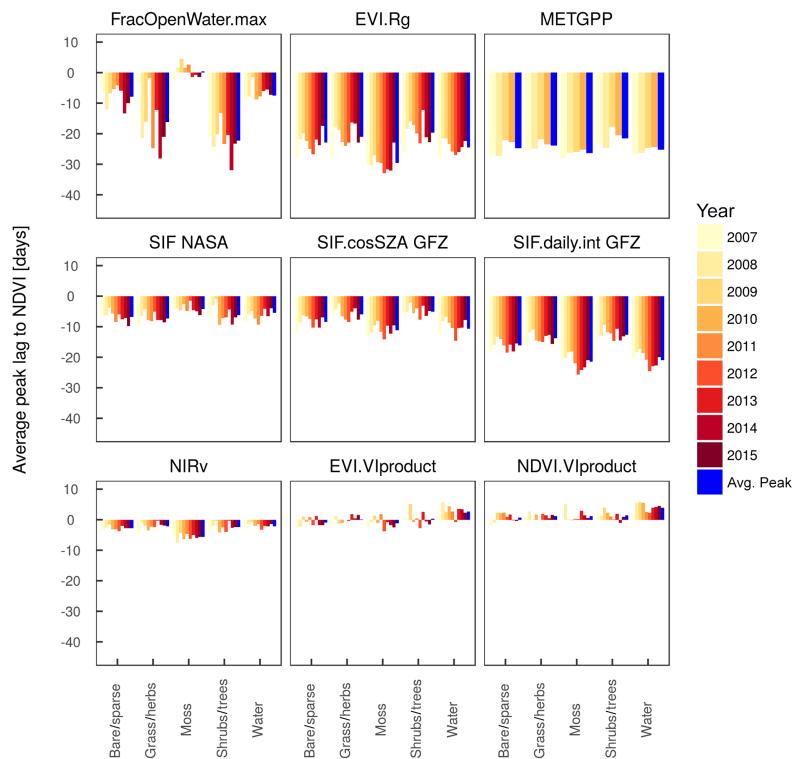 FracOpenWater.max
EVI.Rg
METGPP
10
0
-10
-20
-30
-40
SIF NASA
SIF.cosSZA GFZ
SIF.daily.int GFZ
10
0
-10
-20
-30
-40
NIRv
EVI.VIproduct
NDVI.VIproduct
10
0
-10
-20
-30
-40
Average peak lag to NDVI [days]
Bare/sparse
Grass/herbs
Moss
Shrubs/trees
Water
Bare/sparse
Grass/herbs
Moss
Shrubs/trees
Water
Bare/sparse
Grass/herbs
Moss
Shrubs/trees
Water
Year
2007
2008
2009
2010
2011
2012
2013
2014
2015
Avg. Peak